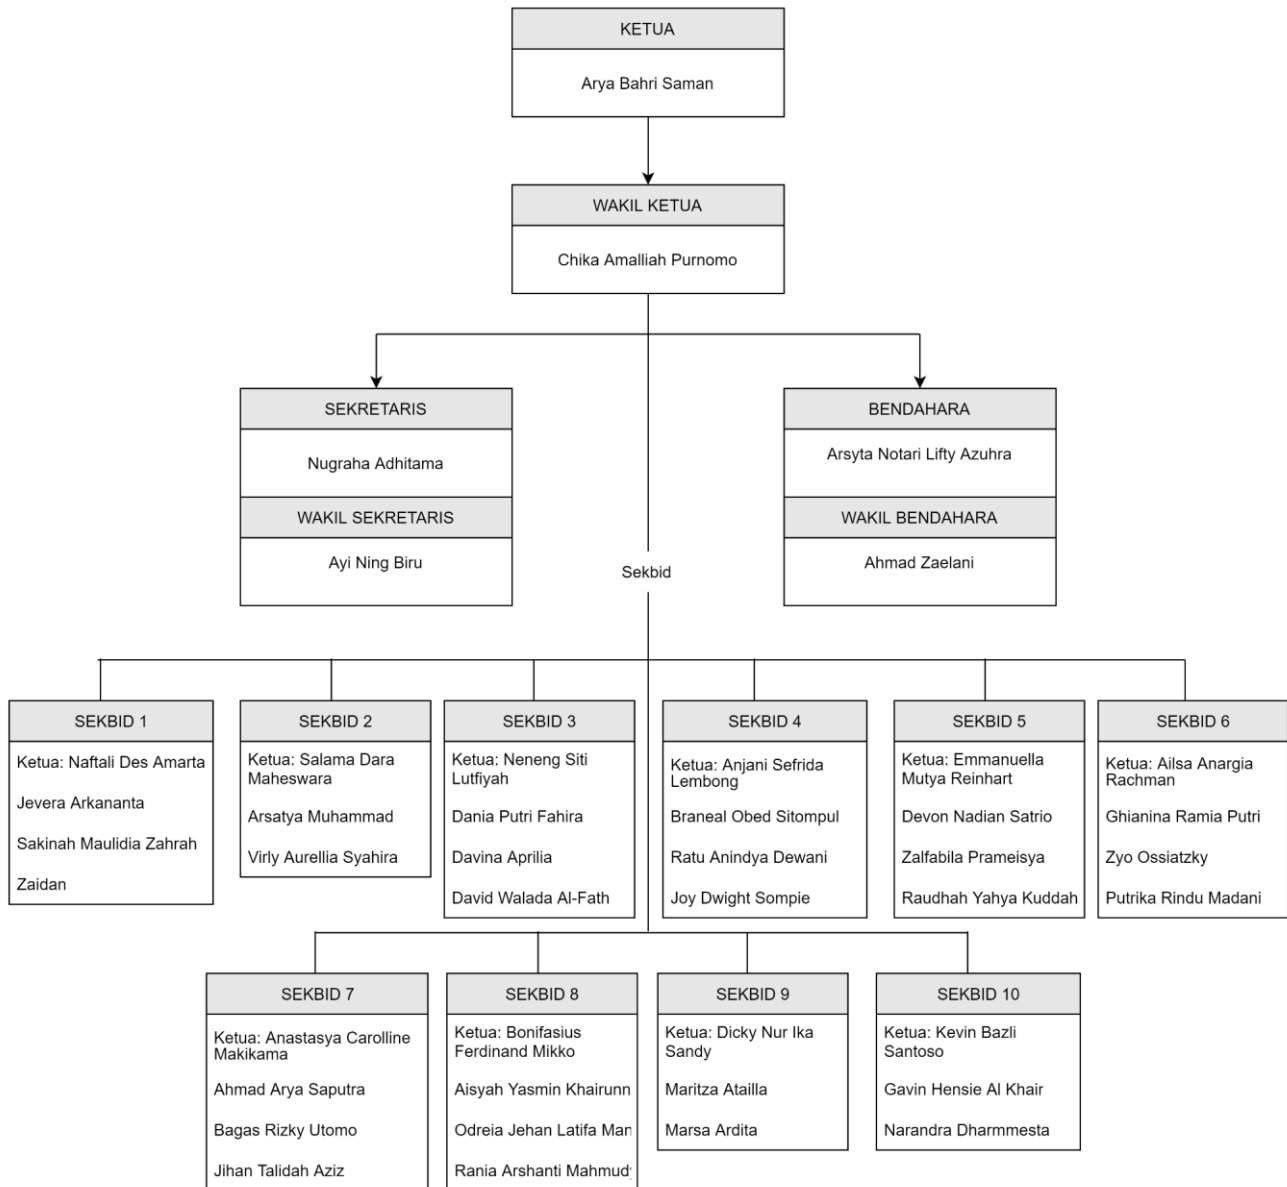 KETUA
Arya Bahri Saman
WAKIL KETUA
Chika Amalliah Purnomo
SEKRETARIS
Nugraha Adhitama
WAKIL SEKRETARIS
Ayi Ning Biru
BENDAHARA
Arsyta Notari Lifty Azuhra
WAKIL BENDAHARA
Ahmad Zaelani
Sekbid
SEKBID 1
Ketua: Naftali Des Amarta
Jevera Arkananta
Sakinah Maulidia Zahrah
Zaidan
SEKBID 2
Ketua: Salama Dara
Maheswara
Arsatya Muhammad
Virly Aurellia Syahira
SEKBID 3
Ketua: Neneng Siti
Lutfiyah
Dania Putri Fahira
Davina Aprilia
David Walada Al-Fath
SEKBID 4
Ketua: Anjani Sefrida
Lembong
Braneal Obed Sitompul
Ratu Anindya Dewani
Joy Dwight Sompie
SEKBID 5
Ketua: Emmanuella
Mutya Reinhart
Devon Nadian Satrio
Zalfabila Prameisya
Raudhah Yahya Kuddah
SEKBID 6
Ketua: Ailsa Anargia
Rachman
Ghianina Ramia Putri
Zyo Ossiatzky
Putrika Rindu Madani
SEKBID 7
Ketua: Anastasya Carolline
Makikama
Ahmad Arya Saputra
Bagas Rizky Utomo
Jihan Talidah Aziz
SEKBID 8
Ketua: Bonifasius
Ferdinand Mikko
Aisyah Yasmin Khairunn
Odreia Jehan Latifa Man
Rania Arshanti Mahmudy
SEKBID 9
Ketua: Dicky Nur Ika
Sandy
Maritza Atailla
Marsa Ardita
SEKBID 10
Ketua: Kevin Bazli
Santoso
Gavin Hensie Al Khair
Narandra Dharmmesta